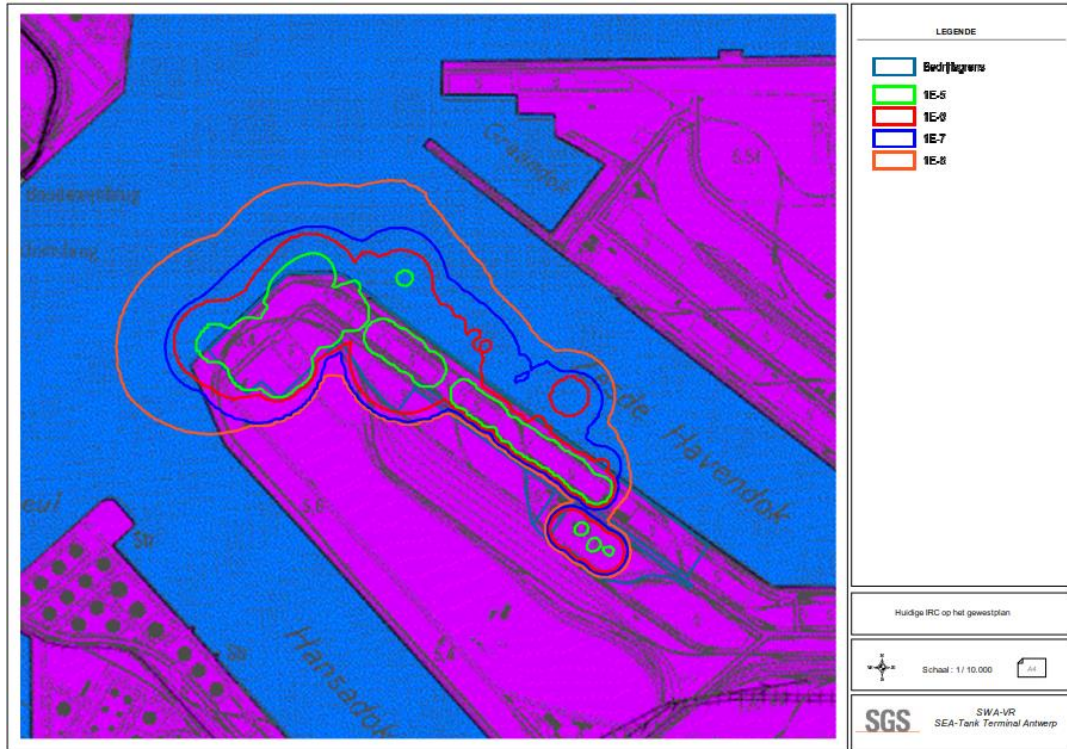 LEGENDE
Bedrijfsgrens
1E-5
1E-6
1E-7
1E-8
Graandok
Havendok
Hansadok
Huidige IRC op het gewestplan
Schaal : 1 / 10.000
A4
SGS
SWA-VR
SEA-Tank Terminal Antwerp